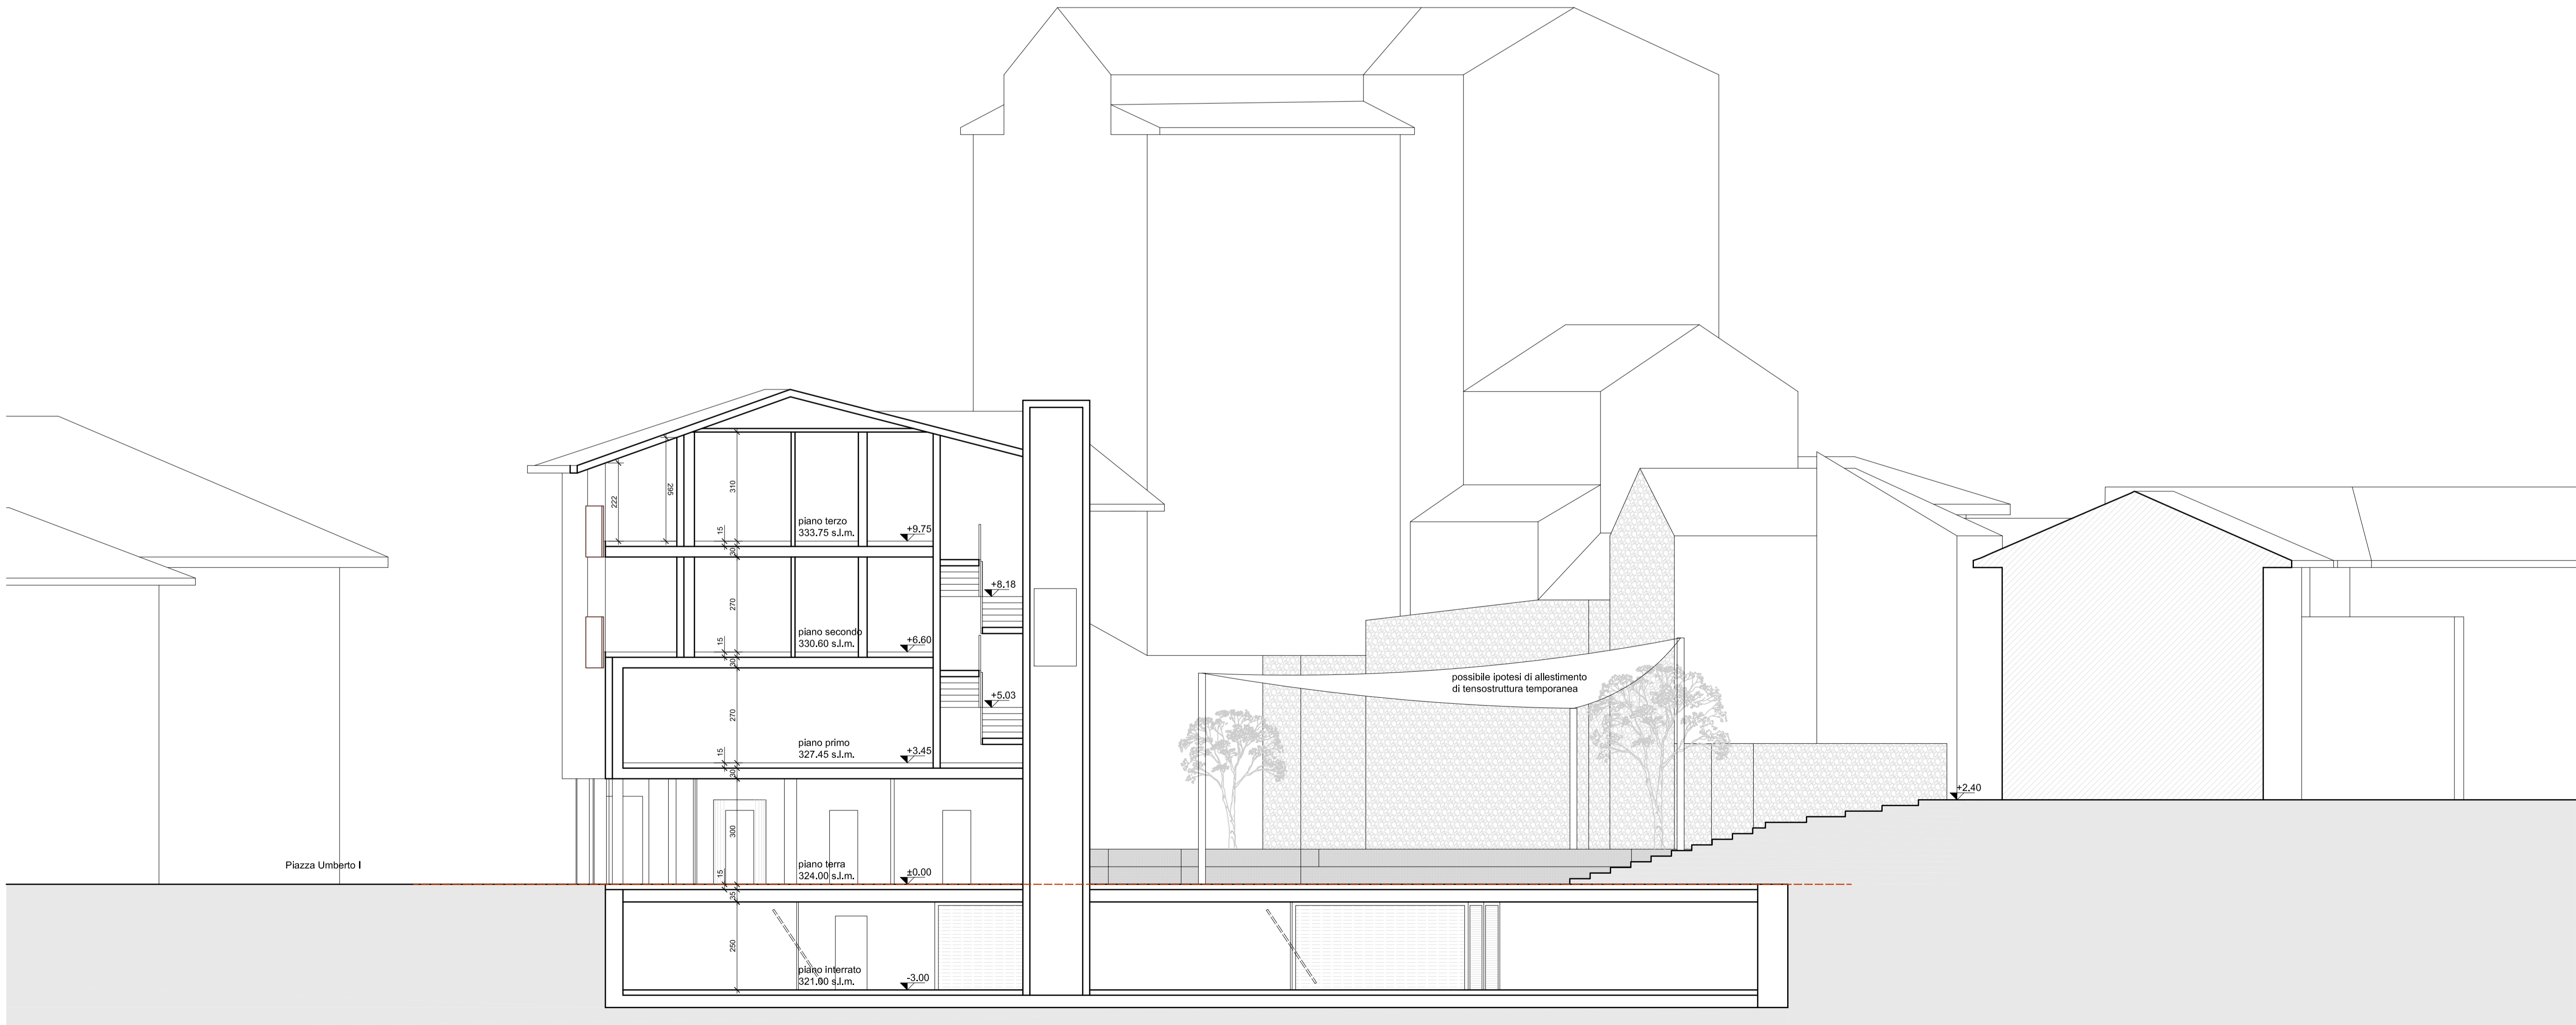 222
295
310
piano terzo
333.75 s.l.m.
+9.75
15
30
+8.18
270
piano secondo
330.60 s.l.m.
+6.60
15
30
possibile ipotesi di allestimento
di tensostruttura temporanea
+5.03
270
piano primo
327.45 s.l.m.
+3.45
15
30
+2.40
300
Piazza Umberto I
piano terra
324.00 s.l.m.
±0.00
15
35
250
piano interrato
321.00 s.l.m.
-3.00